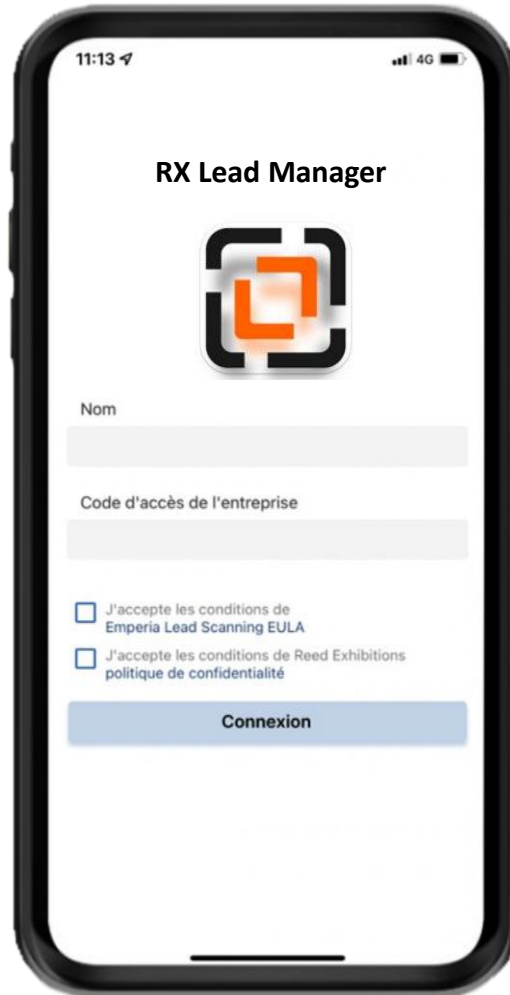 11:13
4G
RX Lead Manager
Nom
Code d'accès de l'entreprise
J'accepte les conditions de
Emperia Lead Scanning EULA
J'accepte les conditions de Reed Exhibitions
politique de confidentialité
Connexion